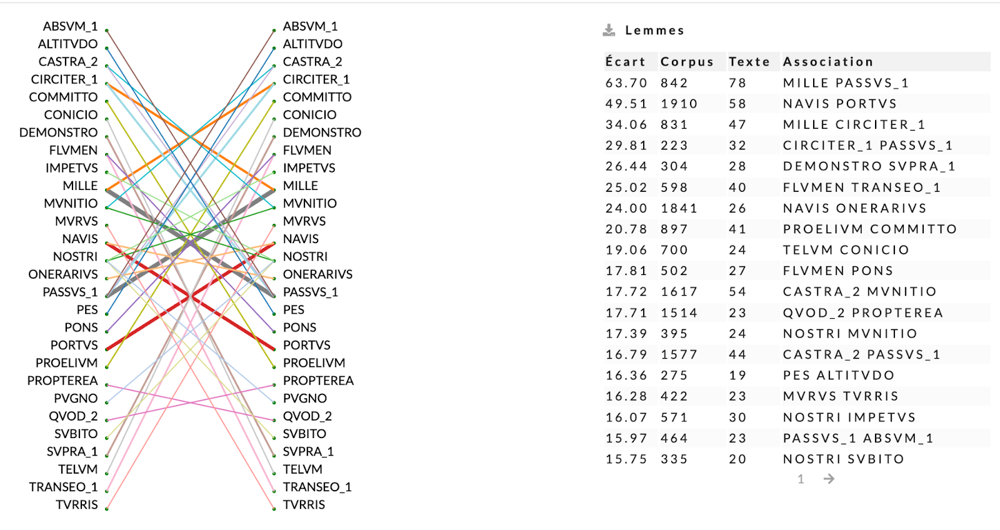 ABSVM_1 ABSVM_1
ALTITVDO ALTITVDO
CASTRA_2 CASTRA_2
CIRCITER_1 CIRCITER_1
COMMITTO COMMITTO
CONICIO CONICIO
DEMONSTRO DEMONSTRO
FLVMEN FLVMEN
IMPETVS IMPETVS
MILLE MILLE
MVNITIO MVNITIO
MVRVS MVRVS
NAVIS NAVIS
NOSTRI NOSTRI
ONERARIVS ONERARIVS
PASSVS_1 PASSVS_1
PES PES
PONS PONS
PORTVS PORTVS
PROELIVM PROELIVM
PROPTEREA PROPTEREA
PVGNO PVGNO
QVOD_2 QVOD_2
SVBITO SVBITO
SVPRA_1 SVPRA_1
TELVM TELVM
TRANSEO_1 TRANSEO_1
TVRRIS TVRRIS
Lemmes
Écart Corpus Texte Association
63.70 842 78 MILLE PASSVS_1
49.51 1910 58 NAVIS PORTVS
34.06 831 47 MILLE CIRCITER_1
29.81 223 32 CIRCITER_1 PASSVS_1
26.44 304 28 DEMONSTRO SVPRA_1
25.02 598 40 FLVMEN TRANSEO_1
24.00 1841 26 NAVIS ONERARIVS
20.78 897 41 PROELIVM COMMITTO
19.06 700 24 TELVM CONICIO
17.81 502 27 FLVMEN PONS
17.72 1617 54 CASTRA_2 MVNITIO
17.71 1514 23 QVOD_2 PROPTEREA
17.39 395 24 NOSTRI MVNITIO
16.79 1577 44 CASTRA_2 PASSVS_1
16.36 275 19 PES ALTITVDO
16.28 422 23 MVRVS TVRRIS
16.07 571 30 NOSTRI IMPETVS
15.97 464 23 PASSVS_1 ABSVM_1
15.75 335 20 NOSTRI SVBITO
1 →